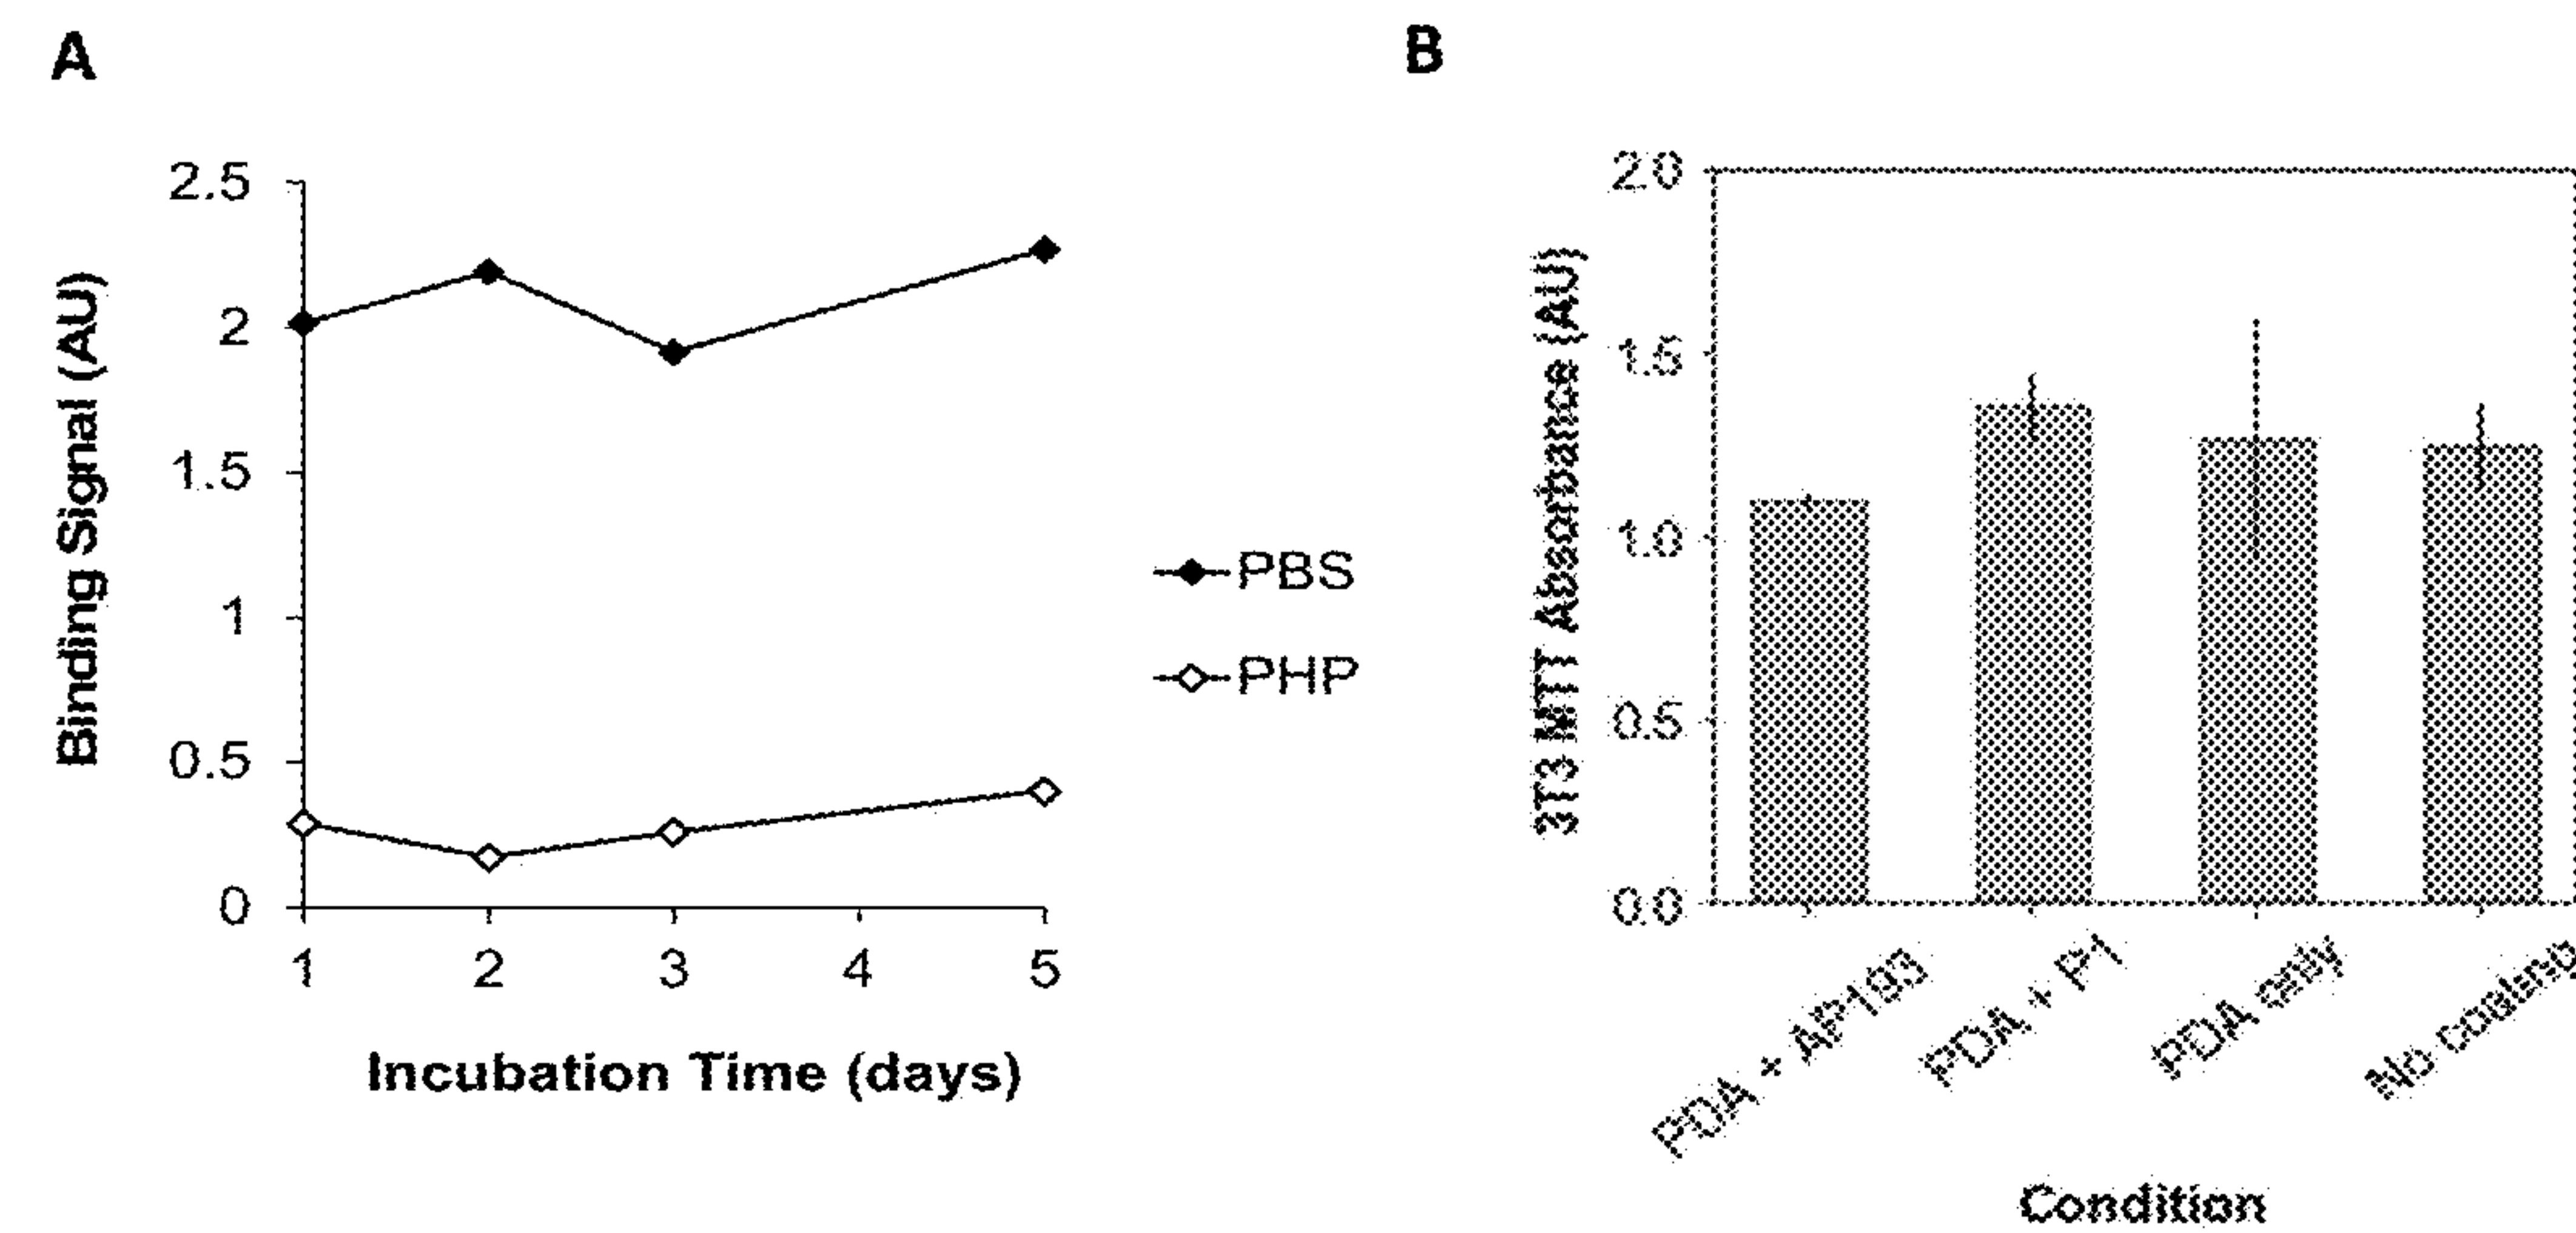 A
2.5
2
1.5
1
0.5
0
Binding Signal (AU)
1 2 3 4 5
Incubation Time (days)
PBS
PHP
B
2.0
1.5
1.0
0.5
0.0
3T3 MTT Absorbance (AU)
PDA + AP193
PDA + P1
PDA only
No coating
Condition